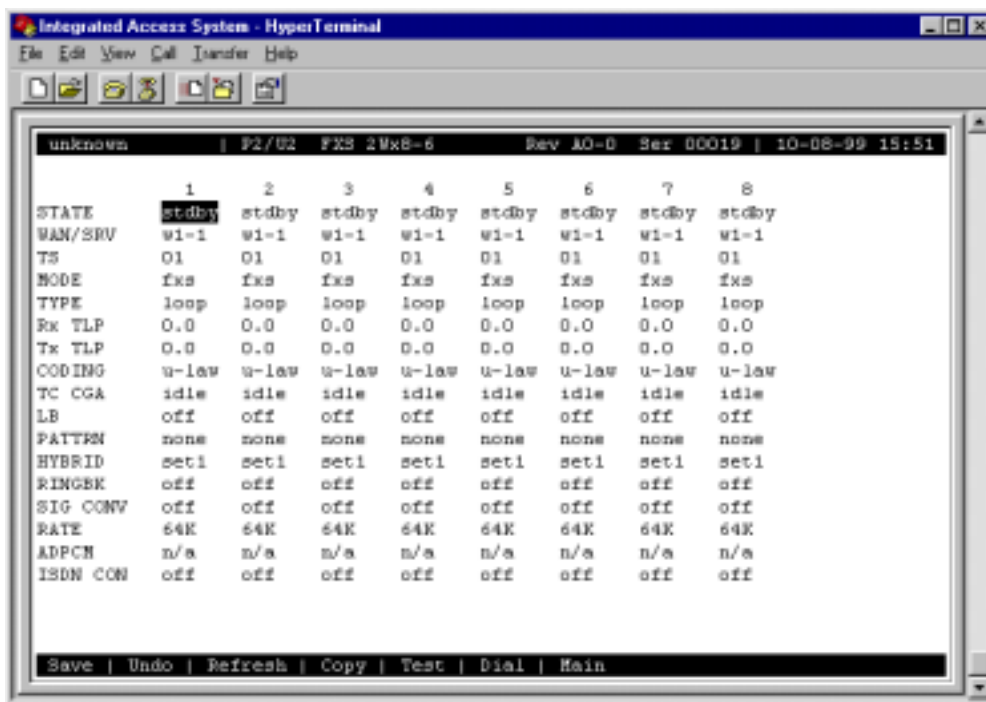 Integrated Access System - HyperTerminal
File Edit View Call Transfer Help
unknown | P2/U2 FXS 2Wx8-6 Rev A0-0 Ser 00019 | 10-08-99 15:51
1 2 3 4 5 6 7 8
STATE stdby stdby stdby stdby stdby stdby stdby stdby
WAN/SRV w1-1 w1-1 w1-1 w1-1 w1-1 w1-1 w1-1 w1-1
TS 01 01 01 01 01 01 01 01
MODE fxs fxs fxs fxs fxs fxs fxs fxs
TYPE loop loop loop loop loop loop loop loop
Rx TLP 0.0 0.0 0.0 0.0 0.0 0.0 0.0 0.0
Tx TLP 0.0 0.0 0.0 0.0 0.0 0.0 0.0 0.0
CODING u-law u-law u-law u-law u-law u-law u-law u-law
TC CGA idle idle idle idle idle idle idle idle
LB off off off off off off off off
PATTRN none none none none none none none none
HYBRID set1 set1 set1 set1 set1 set1 set1 set1
RINGBK off off off off off off off off
SIG CONV off off off off off off off off
RATE 64K 64K 64K 64K 64K 64K 64K 64K
ADPCM n/a n/a n/a n/a n/a n/a n/a n/a
ISDN CON off off off off off off off off
Save | Undo | Refresh | Copy | Test | Dial | Main